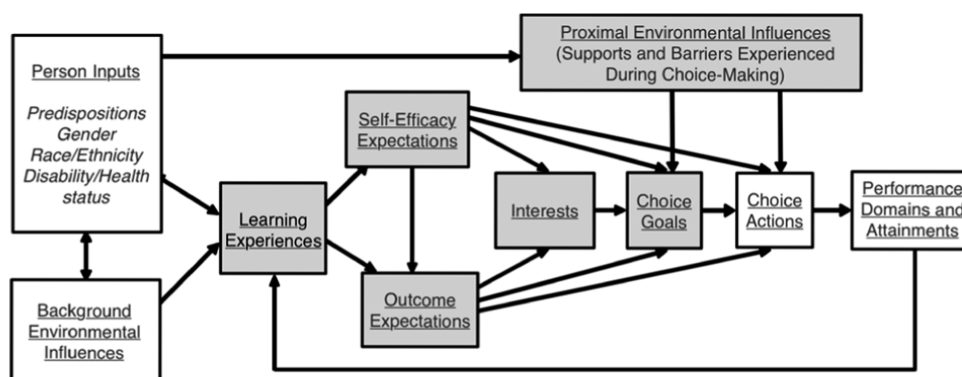 Person Inputs
Predispositions
Gender
Race/Ethnicity
Disability/Health
status
Background
Environmental
Influences
Learning
Experiences
Self-Efficacy
Expectations
Outcome
Expectations
Interests
Proximal Environmental Influences
(Supports and Barriers Experienced
During Choice-Making)
Choice
Goals
Choice
Actions
Performance
Domains and
Attainments